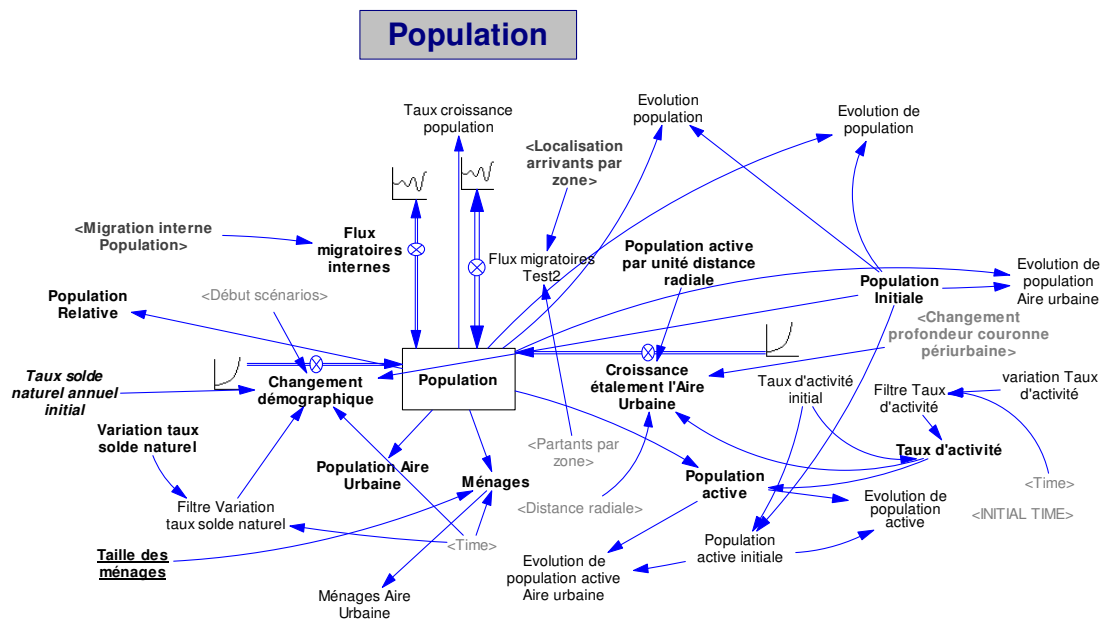 Population
Taux croissance
population
Evolution
population
Evolution de
population
<Localisation
arrivants par
zone>
<Migration interne
Population>
Flux
migratoires
internes
Flux migratoires
Test2
Population active
par unité distance
radiale
Population
Initiale
Evolution de
population
Aire urbaine
Population
Relative
<Début scénarios>
<Changement
profondeur couronne
périurbaine>
Taux solde
naturel annuel
initial
Changement
démographique
Population
Croissance
étalement l'Aire
Urbaine
Taux d'activité
initial
Filtre Taux
d'activité
variation Taux
d'activité
Variation taux
solde naturel
Population Aire
Urbaine
Ménages
<Partants par
zone>
Population
active
Taux d'activité
<Time>
Filtre Variation
taux solde naturel
<Distance radiale>
Evolution de
population
active
<INITIAL TIME>
Taille des
ménages
<Time>
Evolution de
population active
Aire urbaine
Population
active initiale
Ménages Aire
Urbaine